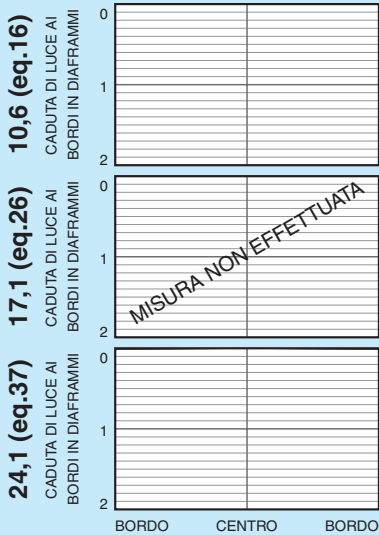 10,6 (eq.16)
CADUTA DI LUCE AI
BORDI IN DIAFRAMMI
0
1
2
17,1 (eq.26)
CADUTA DI LUCE AI
BORDI IN DIAFRAMMI
0
1
2
MISURA NON EFFETTUATA
24,1 (eq.37)
CADUTA DI LUCE AI
BORDI IN DIAFRAMMI
0
1
2
BORDO CENTRO BORDO